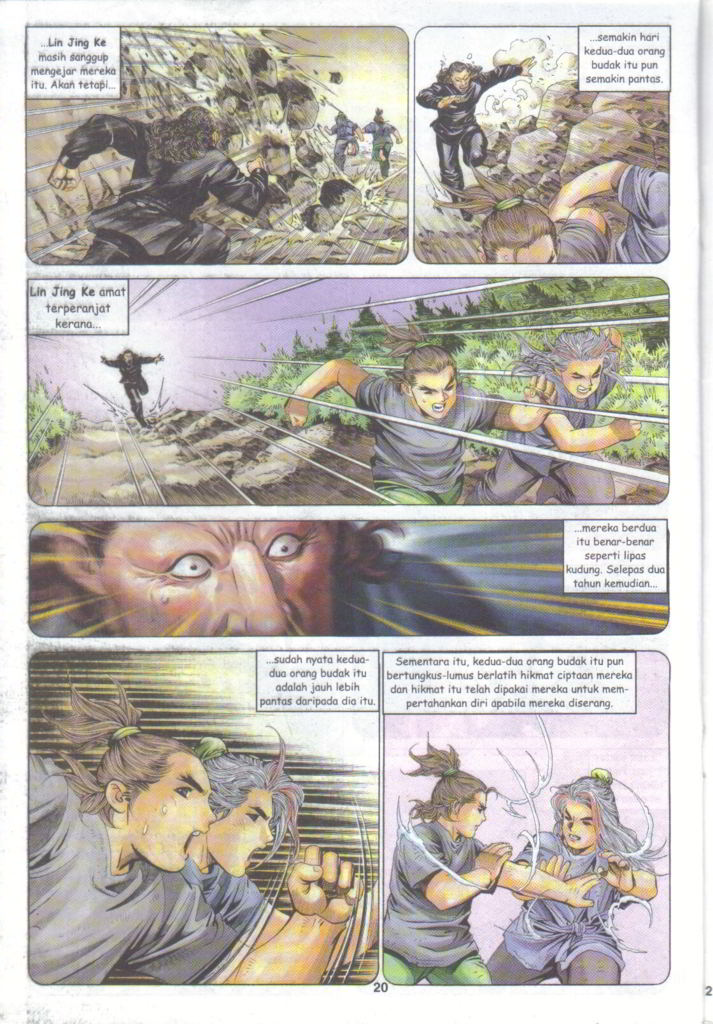 ...Lin Jing Ke
masih sanggup
mengejar mereka
itu. Akan tetapi...
...semakin hari
kedua-dua orang
budak itu pun
semakin pantas.
Lin Jing Ke amat
terperanjat
kerana...
...mereka berdua
itu benar-benar
seperti lipas
kudung. Selepas dua
tahun kemudian...
...sudah nyata kedua-
dua orang budak itu
adalah jauh lebih
pantas daripada dia itu.
Sementara itu, kedua-dua orang budak itu pun
bertungkus-lumus berlatih hikmat ciptaan mereka
dan hikmat itu telah dipakai mereka untuk mem-
pertahankan diri apabila mereka diserang.
20
2